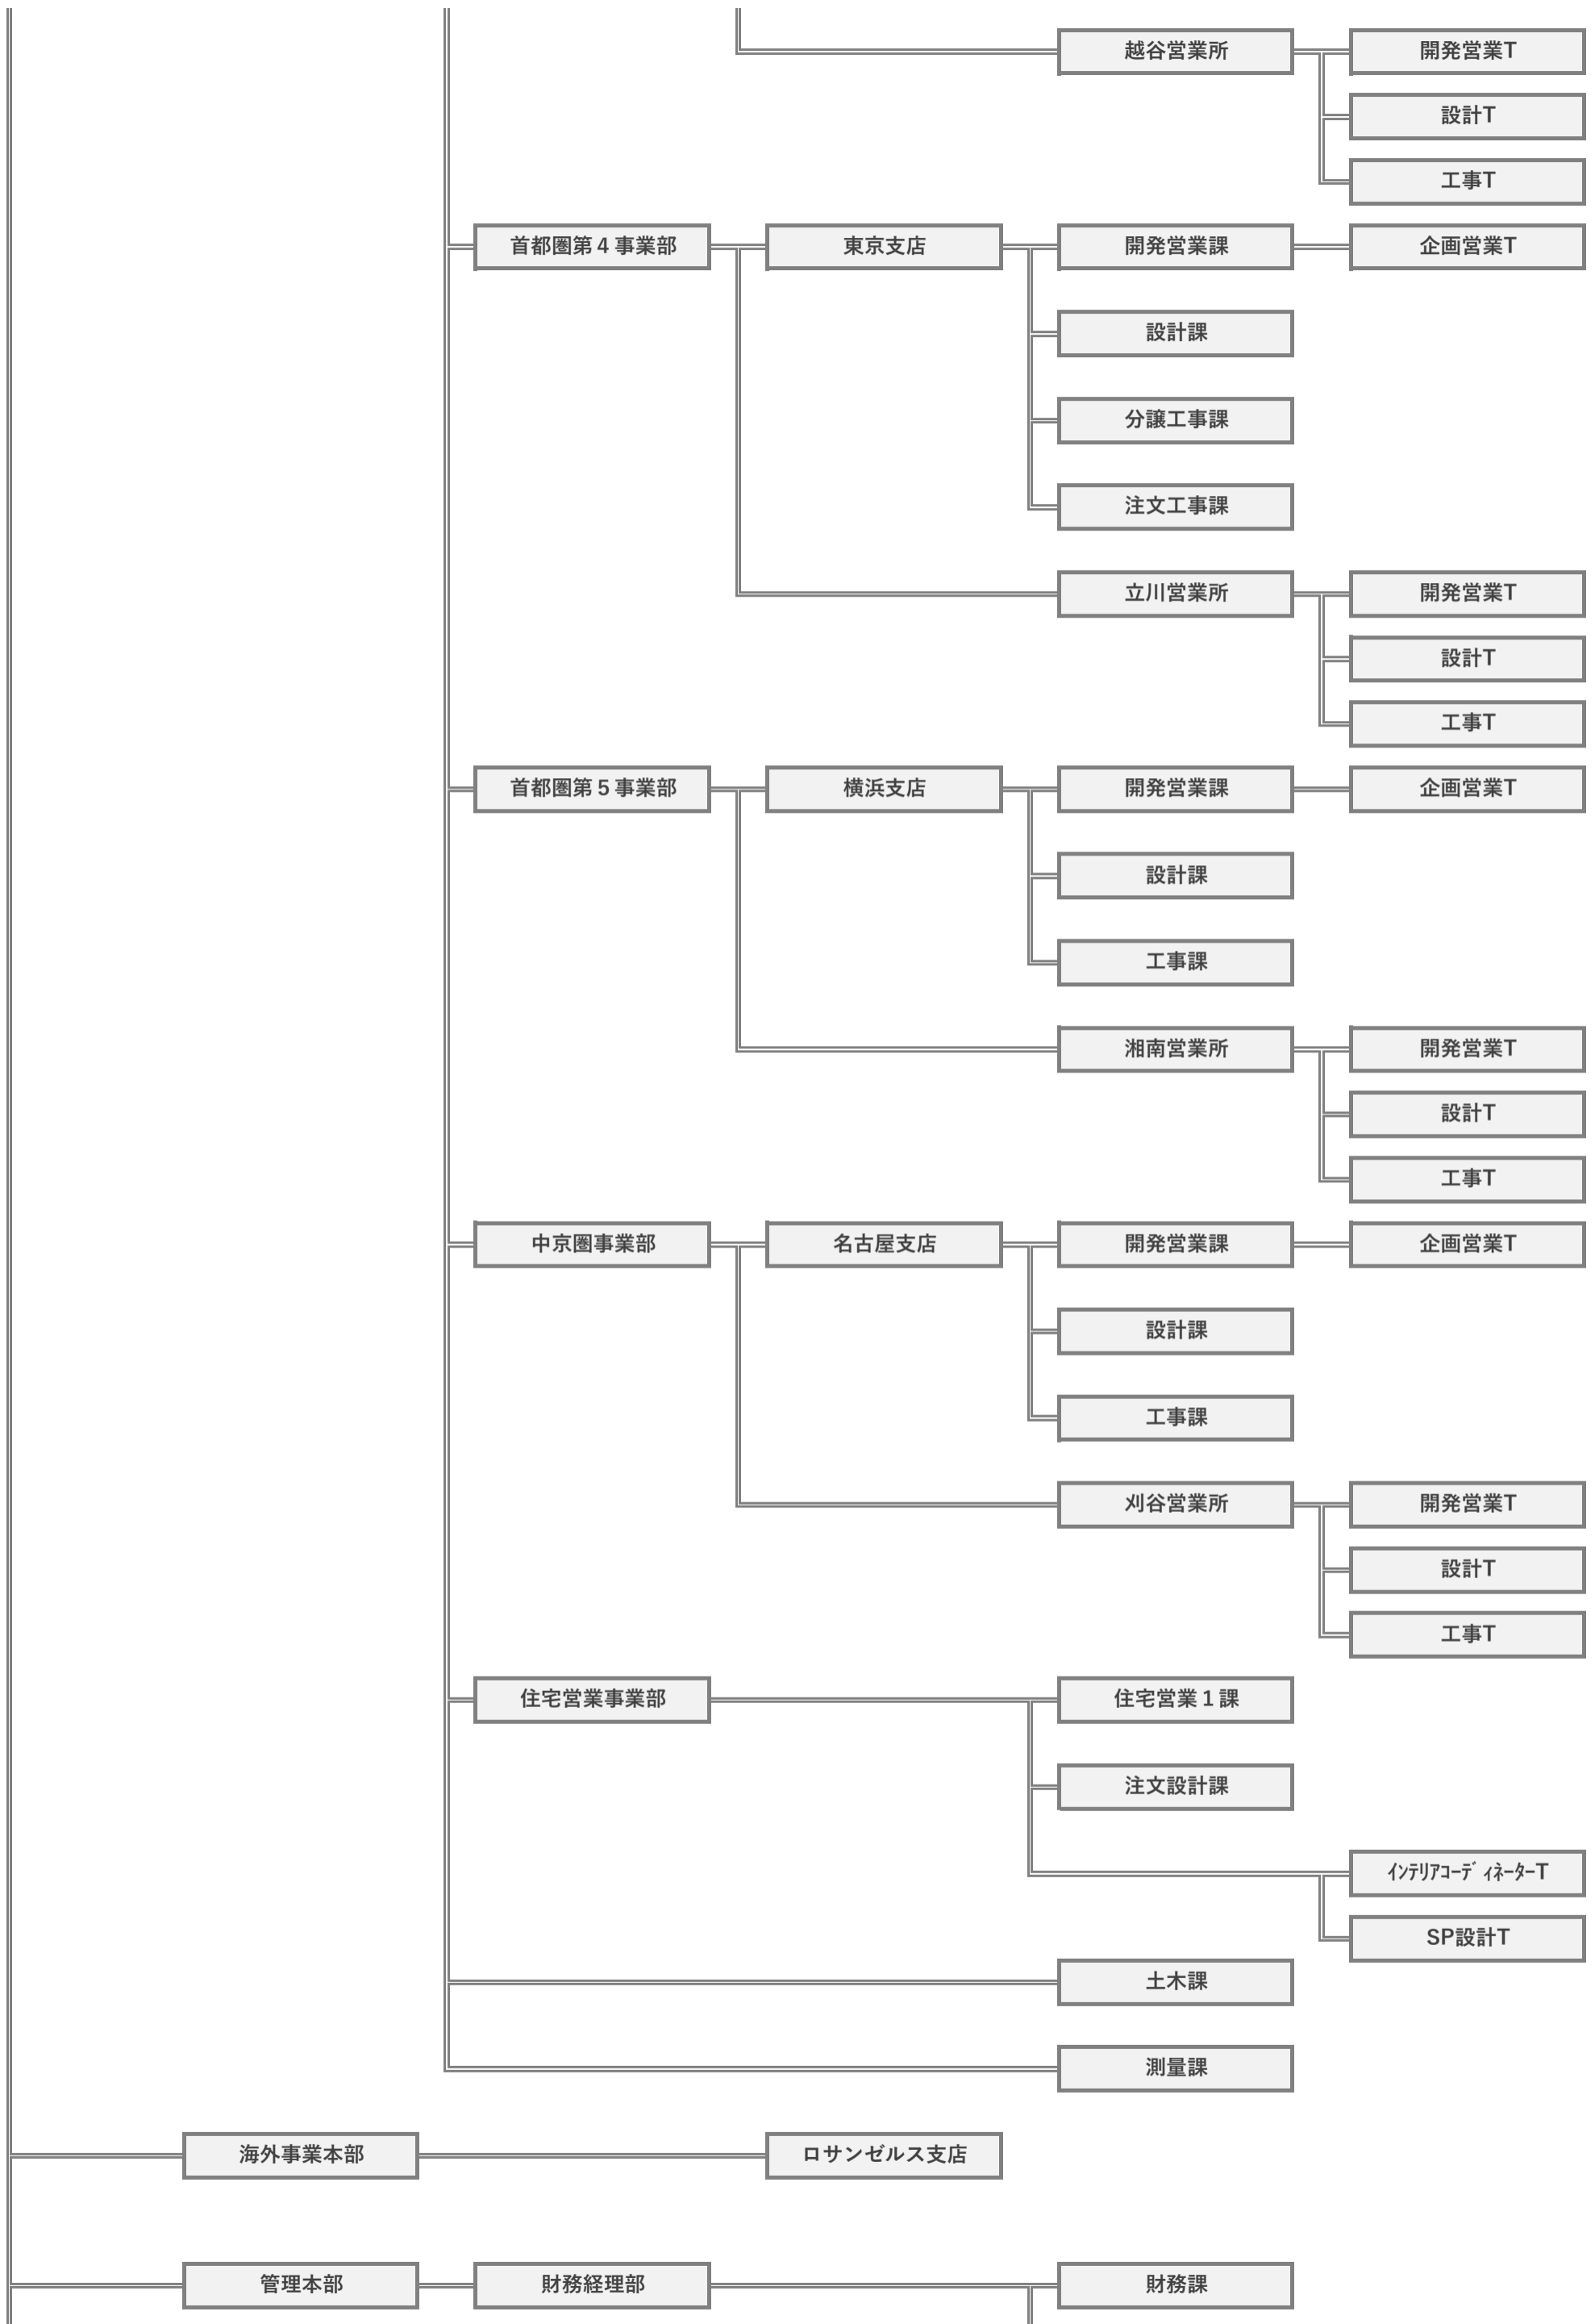 越谷営業所
開発営業T
設計T
工事T
首都圏第４事業部
東京支店
開発営業課
企画営業T
設計課
分譲工事課
注文工事課
立川営業所
開発営業T
設計T
工事T
首都圏第５事業部
横浜支店
開発営業課
企画営業T
設計課
工事課
湘南営業所
開発営業T
設計T
工事T
中京圏事業部
名古屋支店
開発営業課
企画営業T
設計課
工事課
刈谷営業所
開発営業T
設計T
工事T
住宅営業事業部
住宅営業１課
注文設計課
ｲﾝﾃﾘｱｺｰﾃﾞｨﾈｰﾀｰT
SP設計T
土木課
測量課
海外事業本部
ロサンゼルス支店
管理本部
財務経理部
財務課